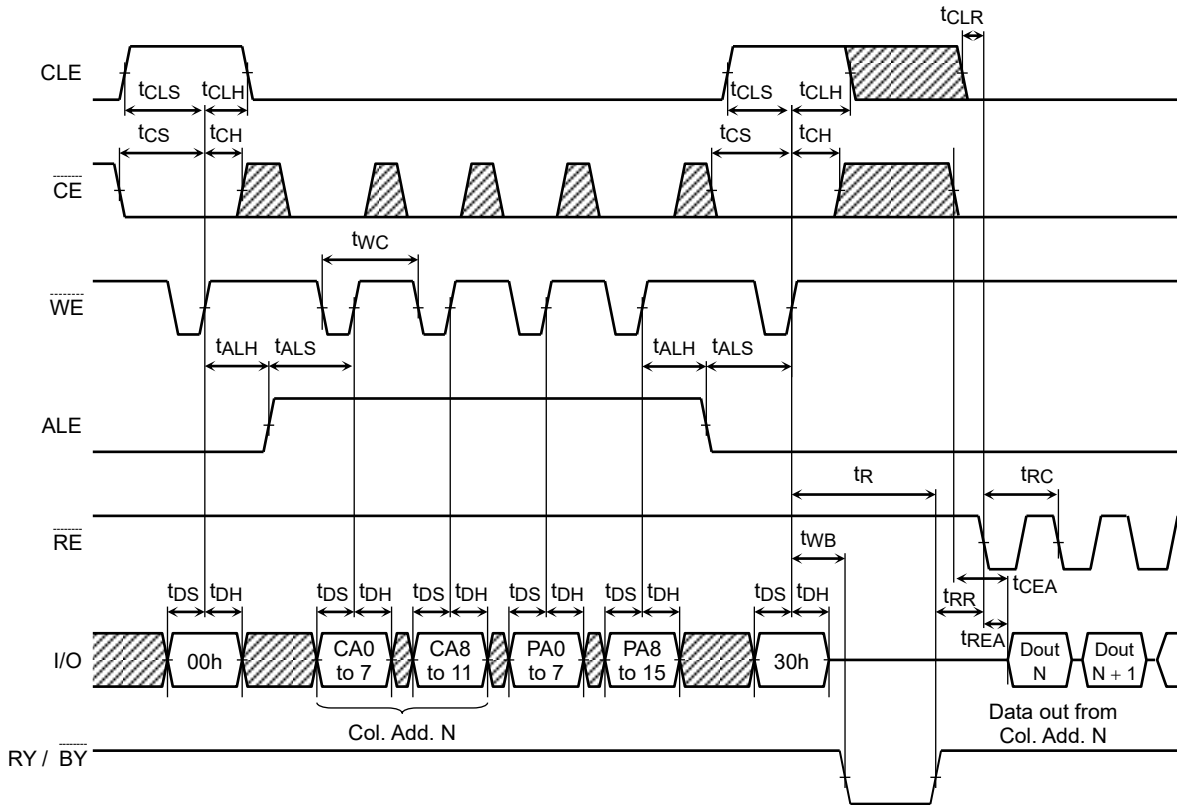 tCLR
CLE
tCLS tCLH tCLS tCLH
tCS tCH tCS tCH
CE
tWC
WE
tALH tALS tALH tALS
ALE
tR tRC
RE
tWB
tDS tDH tDS tDH tDS tDH tDS tDH tDS tDH tDS tDH tRR tCEA
tREA
I/O 00h CA0 to 7 CA8 to 11 PA0 to 7 PA8 to 15 30h Dout N Dout N + 1
Col. Add. N
Data out from
Col. Add. N
RY / BY